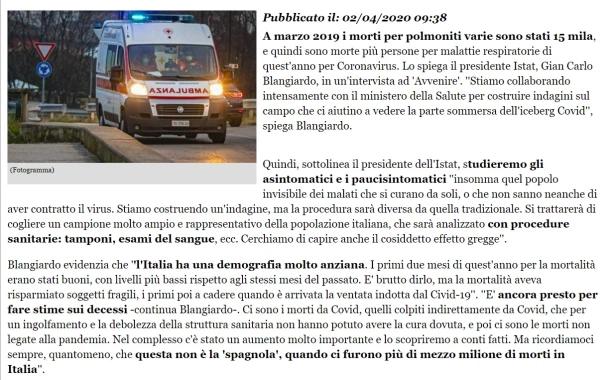 AMBULANZA
(Fotogramma)
Pubblicato il: 02/04/2020 09:38
A marzo 2019 i morti per polmoniti varie sono stati 15 mila,
e quindi sono morte più persone per malattie respiratorie di
quest'anno per Coronavirus. Lo spiega il presidente Istat, Gian Carlo
Blangiardo, in un'intervista ad 'Avvenire'. ''Stiamo collaborando
intensamente con il ministero della Salute per costruire indagini sul
campo che ci aiutino a vedere la parte sommersa dell'iceberg Covid'',
spiega Blangiardo.
Quindi, sottolinea il presidente dell'Istat, studieremo gli
asintomatici e i paucisintomatici ''insomma quel popolo
invisibile dei malati che si curano da soli, o che non sanno neanche di
aver contratto il virus. Stiamo costruendo un'indagine, ma la procedura sarà diversa da quella tradizionale. Si tratterà di
cogliere un campione molto ampio e rappresentativo della popolazione italiana, che sarà analizzato con procedure
sanitarie: tamponi, esami del sangue, ecc. Cerchiamo di capire anche il cosiddetto effetto gregge''.
Blangiardo evidenzia che ''l'Italia ha una demografia molto anziana. I primi due mesi di quest'anno per la mortalità
erano stati buoni, con livelli più bassi rispetto agli stessi mesi del passato. E' brutto dirlo, ma la mortalità aveva
risparmiato soggetti fragili, i primi poi a cadere quando è arrivata la ventata indotta dal Civid-19''. ''E' ancora presto per
fare stime sui decessi -continua Blangiardo-. Ci sono i morti da Covid, quelli colpiti indirettamente da Covid, che per
un ingolfamento e la debolezza della struttura sanitaria non hanno potuto avere la cura dovuta, e poi ci sono le morti non
legate alla pandemia. Nel complesso c'è stato un aumento molto importante e lo scopriremo a conti fatti. Ma ricordiamoci
sempre, quantomeno, che questa non è la 'spagnola', quando ci furono più di mezzo milione di morti in
Italia''.